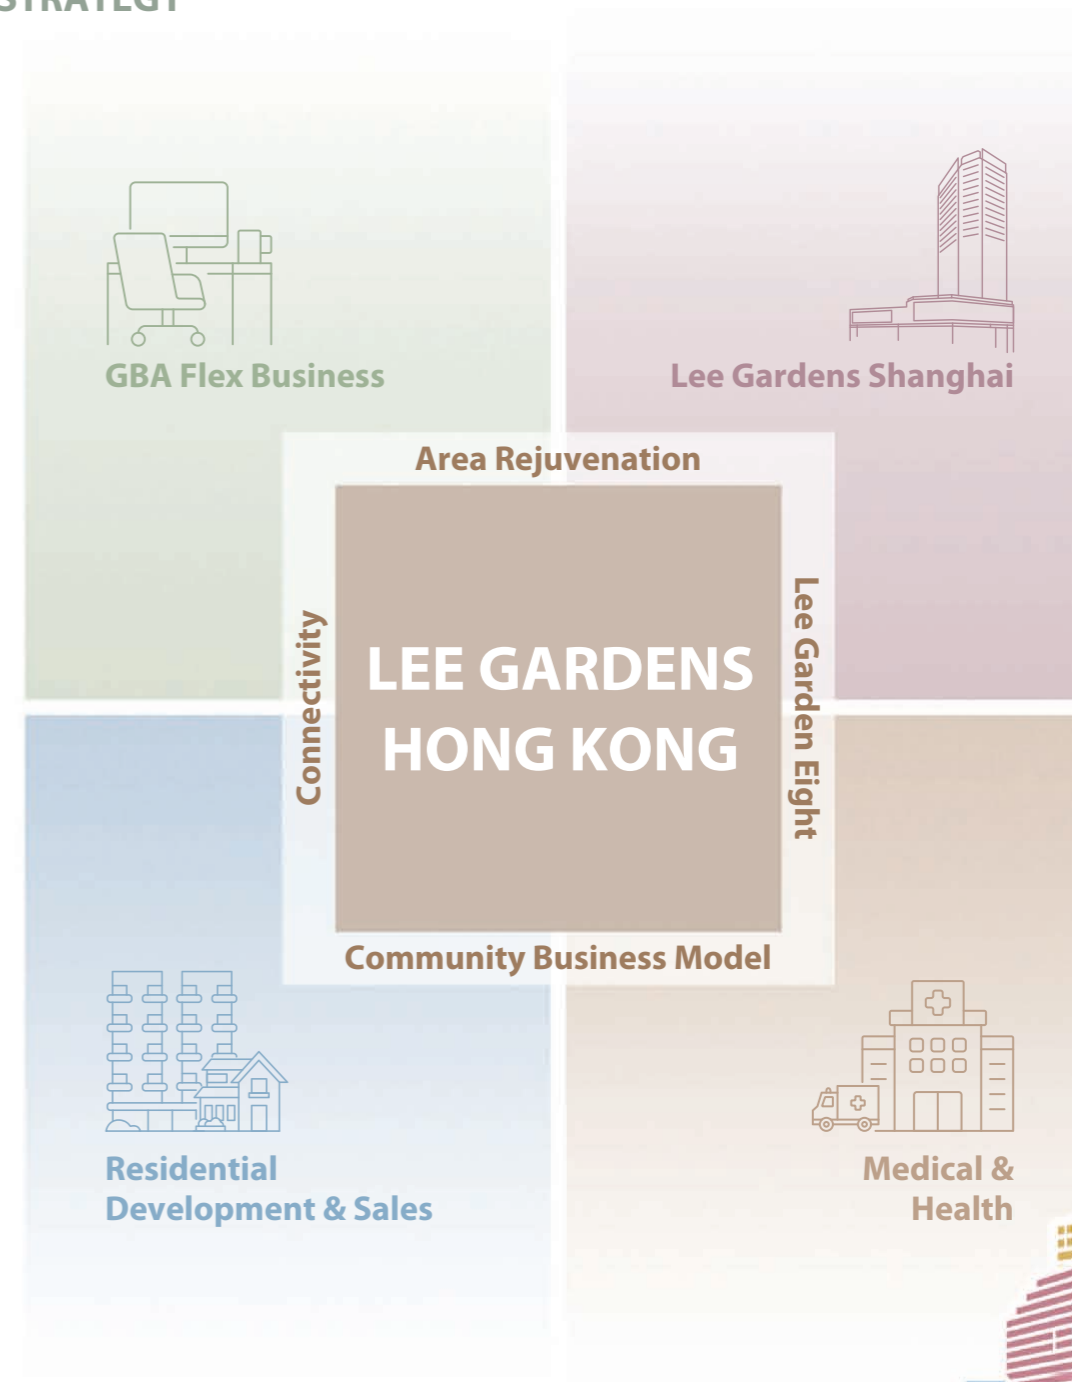 STRATEGY
GBA Flex Business
Lee Gardens Shanghai
Area Rejuvenation
Connectivity
LEE GARDENS
HONG KONG
Lee Garden Eight
Community Business Model
Residential
Development & Sales
Medical &
Health